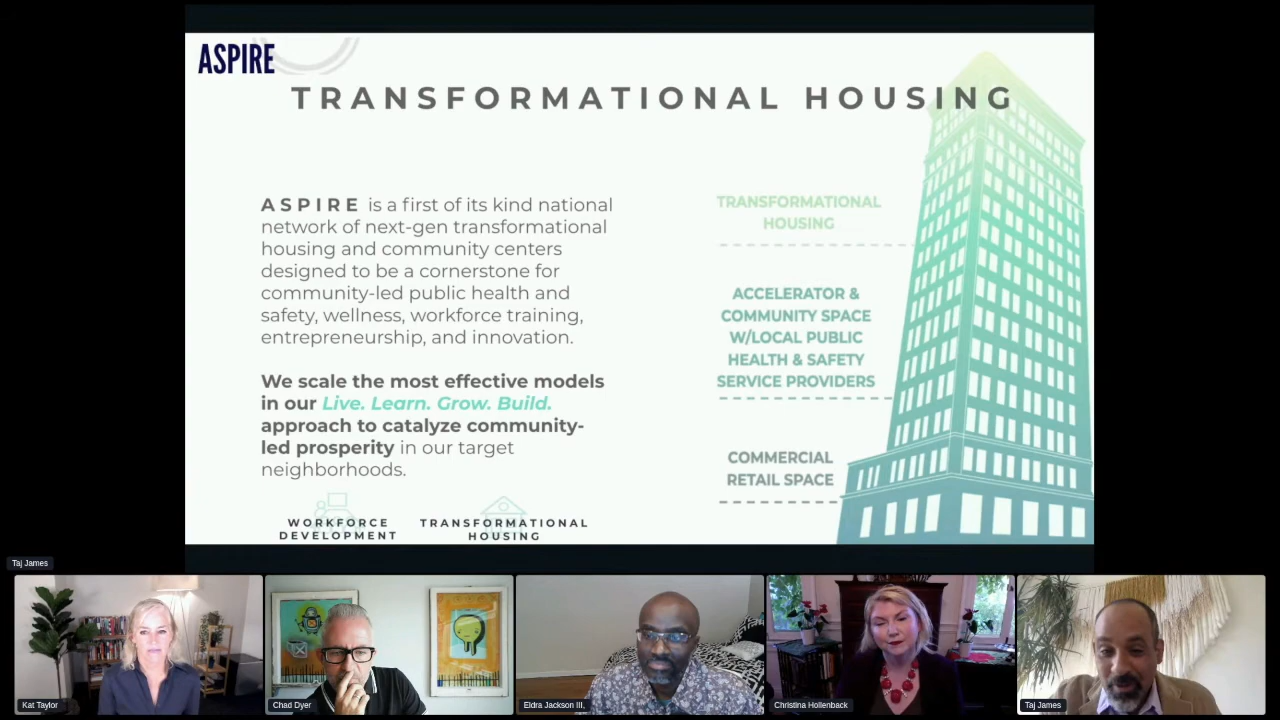 ASPIRE
TRANSFORMATIONAL HOUSING
ASPIRE is a first of its kind national
network of next-gen transformational
housing and community centers
designed to be a cornerstone for
community-led public health and
safety, wellness, workforce training,
entrepreneurship, and innovation.
We scale the most effective models
in our Live. Learn. Grow. Build.
approach to catalyze community-
led prosperity in our target
neighborhoods.
WORKFORCE
DEVELOPMENT
TRANSFORMATIONAL
HOUSING
TRANSFORMATIONAL
HOUSING
ACCELERATOR &
COMMUNITY SPACE
W/LOCAL PUBLIC
HEALTH & SAFETY
SERVICE PROVIDERS
COMMERCIAL
RETAIL SPACE
Taj James
Kat Taylor
Chad Dyer
Eldra Jackson III.
Christina Hollenback
Taj James